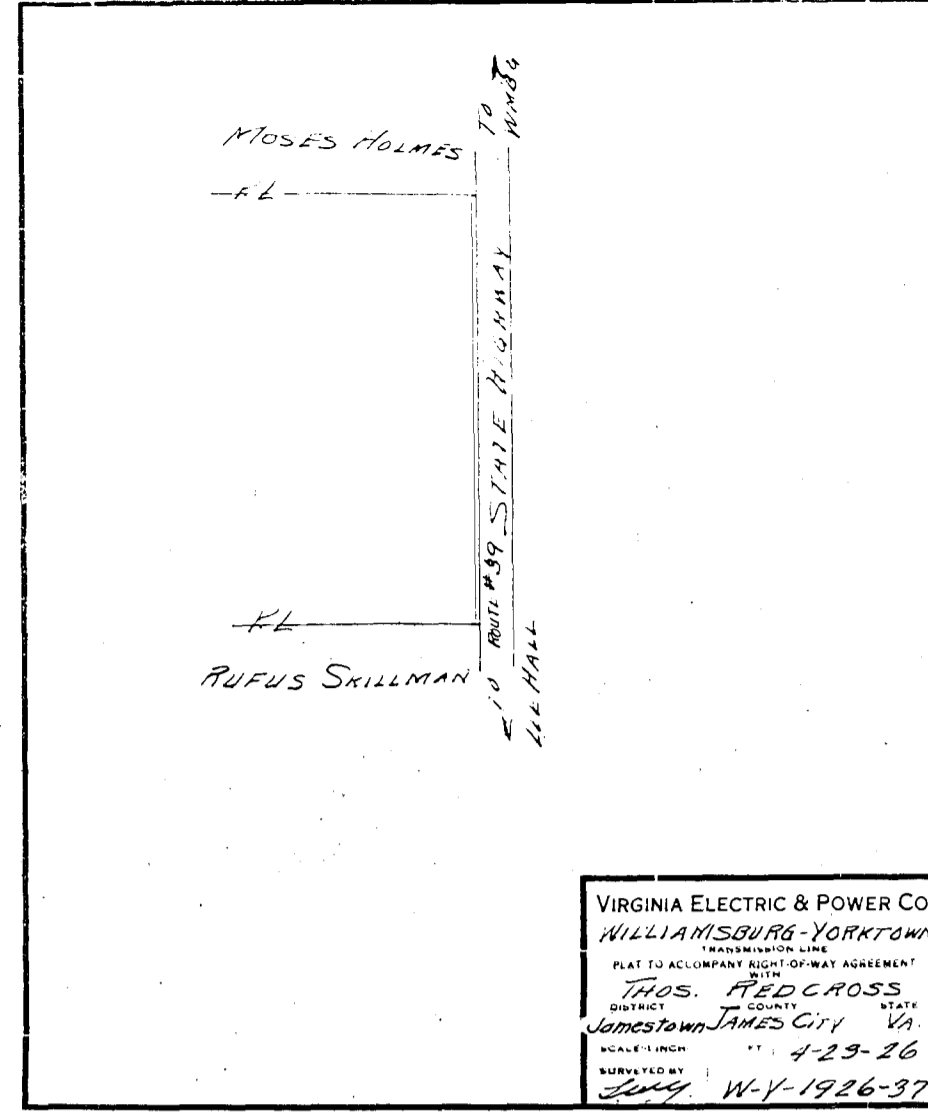 TO
WMBG
MOSES HOLMES
FL
ROUTE #39 STATE HIGHWAY
FL
RUFUS SKILLMAN
TO
LEE HALL
VIRGINIA ELECTRIC & POWER CO
WILLIAMSBURG-YORKTOWN
TRANSMISSION LINE
PLAT TO ACCOMPANY RIGHT-OF-WAY AGREEMENT
WITH
THOS. REDCROSS
DISTRICT COUNTY STATE
Jamestown JAMES CITY VA.
SCALE-1 INCH FT 4-29-26
SURVEYED BY
W-Y-1926-37